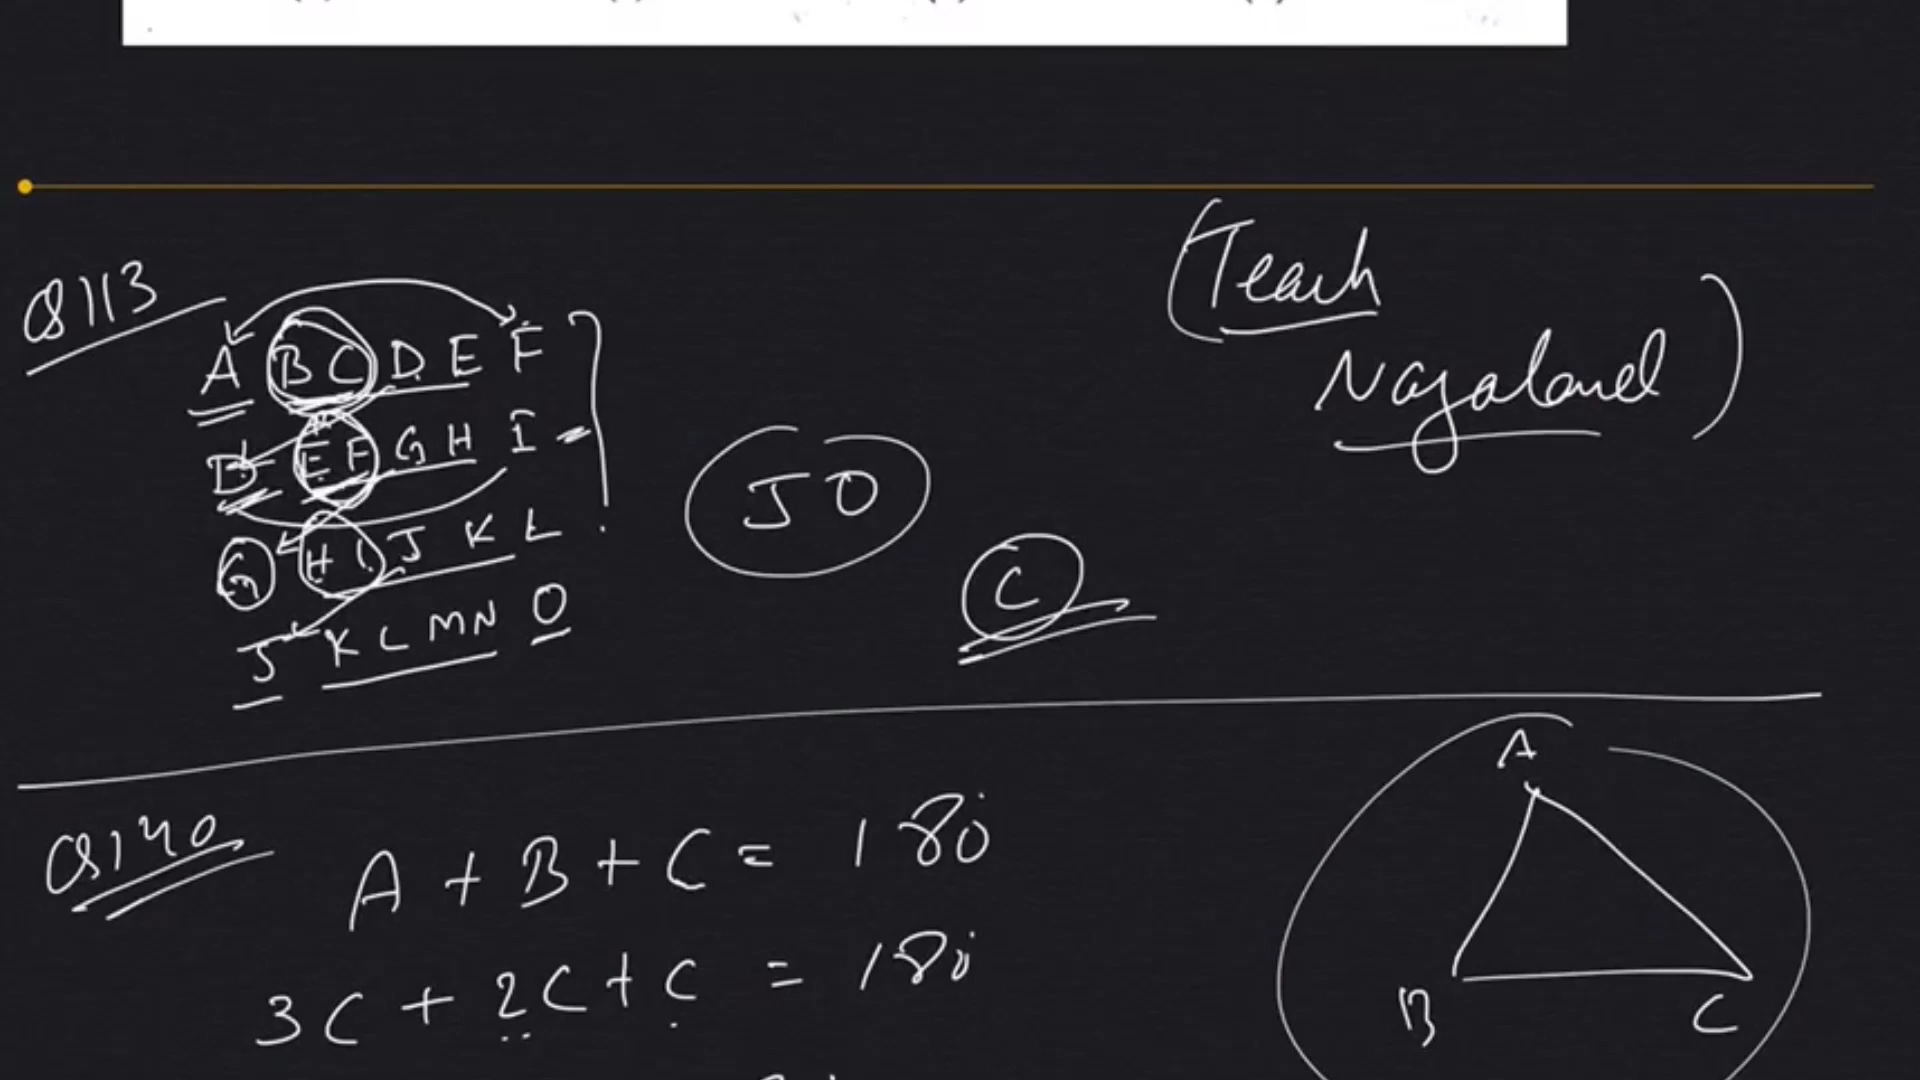 Q113
(Teach
Nagaland)
A B C D E F
D E F G H I
G H I J K L
J K L M N O
JO
C
Q140
A + B + C = 180
3C + 2C + C = 180
A
B C